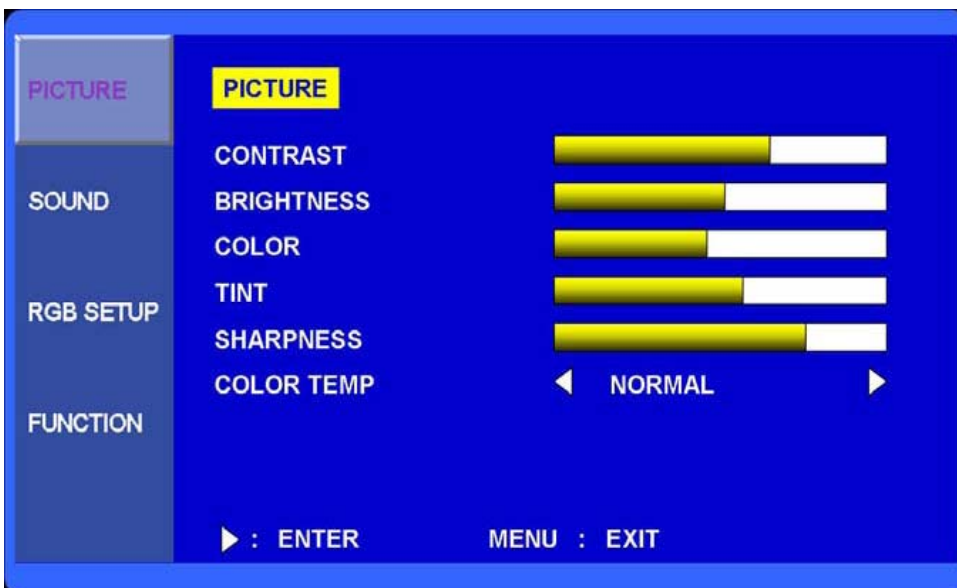 PICTURE
SOUND
RGB SETUP
FUNCTION
PICTURE
CONTRAST
BRIGHTNESS
COLOR
TINT
SHARPNESS
COLOR TEMP NORMAL
: ENTER MENU : EXIT